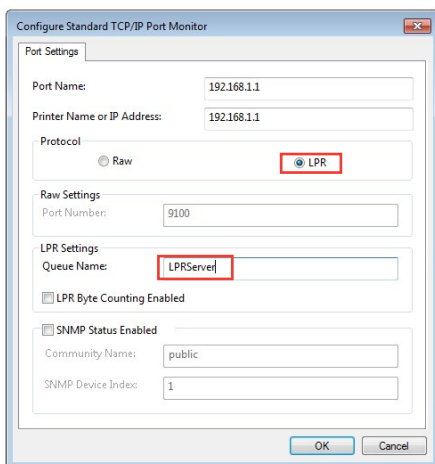 Configure Standard TCP/IP Port Monitor
Port Settings
Port Name: 192.168.1.1
Printer Name or IP Address: 192.168.1.1
Protocol
Raw LPR
Raw Settings
Port Number: 9100
LPR Settings
Queue Name: LPRServer
LPR Byte Counting Enabled
SNMP Status Enabled
Community Name: public
SNMP Device Index: 1
OK Cancel